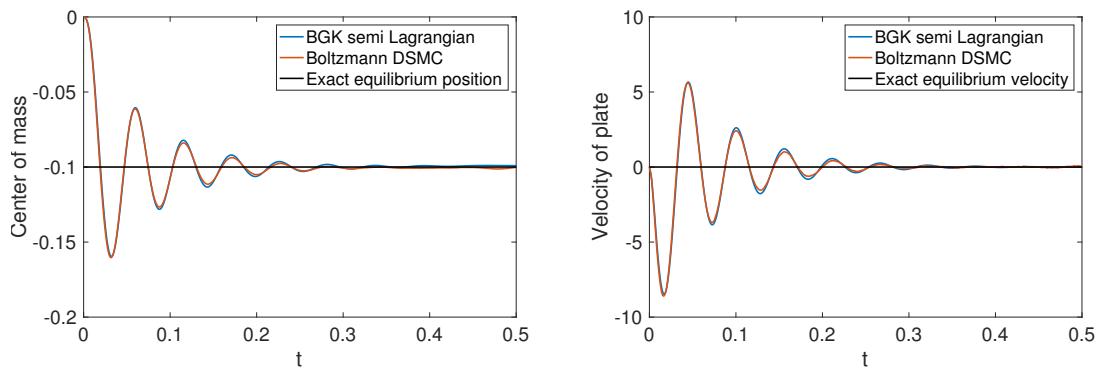 Center of mass
0
-0.05
-0.1
-0.15
-0.2
BGK semi Lagrangian
Boltzmann DSMC
Exact equilibrium position
0 0.1 0.2 0.3 0.4 0.5
t
Velocity of plate
10
5
0
-5
-10
BGK semi Lagrangian
Boltzmann DSMC
Exact equilibrium velocity
0 0.1 0.2 0.3 0.4 0.5
t